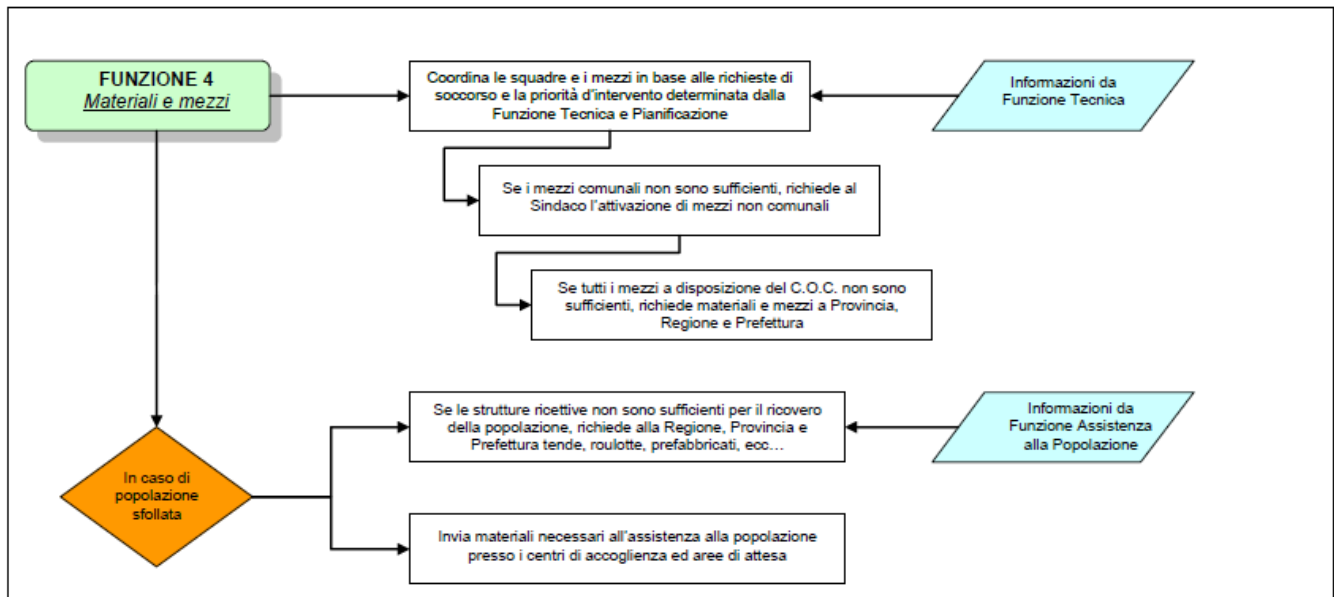 FUNZIONE 4
Materiali e mezzi
Coordina le squadre e i mezzi in base alle richieste di
soccorso e la priorità d'intervento determinata dalla
Funzione Tecnica e Pianificazione
Informazioni da
Funzione Tecnica
Se i mezzi comunali non sono sufficienti, richiede al
Sindaco l'attivazione di mezzi non comunali
Se tutti i mezzi a disposizione del C.O.C. non sono
sufficienti, richiede materiali e mezzi a Provincia,
Regione e Prefettura
Se le strutture ricettive non sono sufficienti per il ricovero
della popolazione, richiede alla Regione, Provincia e
Prefettura tende, roulotte, prefabbricati, ecc…
Informazioni da
Funzione Assistenza
alla Popolazione
In caso di
popolazione
sfollata
Invia materiali necessari all'assistenza alla popolazione
presso i centri di accoglienza ed aree di attesa